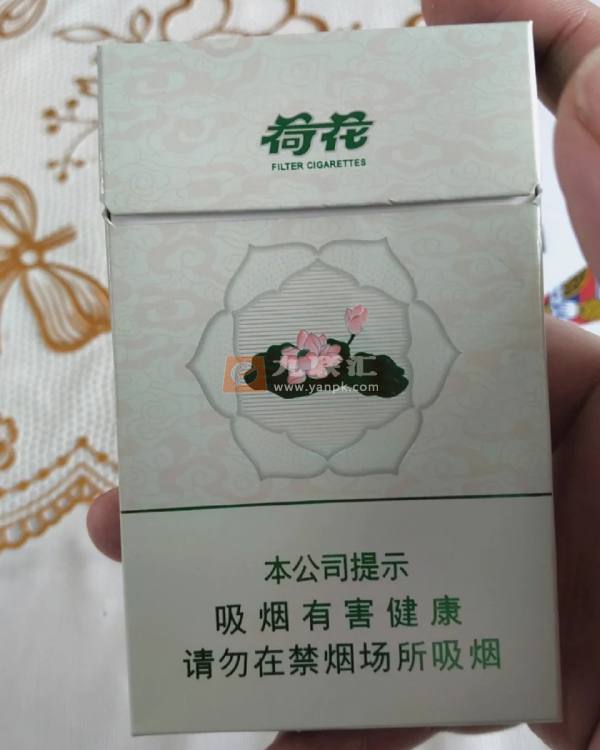 荷花
FILTER CIGARETTES
www.yanpk.com
本公司提示
吸烟有害健康
请勿在禁烟场所吸烟